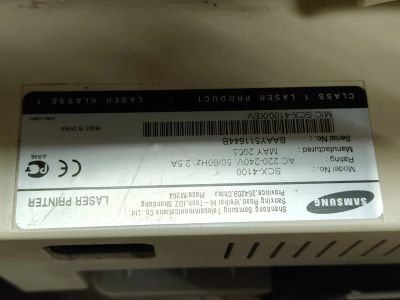 SAMSUNG
LASER PRINTER
Shandong Samsung Telecommunications Co., Ltd.
Sanxing Road, Weihai Hi-Tech.IDZ Shandong
Province, 264209, China
SCX-4100
Rating : AC 220-240V, 50/60Hz, 2.5A
Manufactured : MAY 2005
Serial No.
M/C:SCX-4100/XEV
MADE IN CHINA
CLASS 1 LASER PRODUCT
LASER KLASSE 1